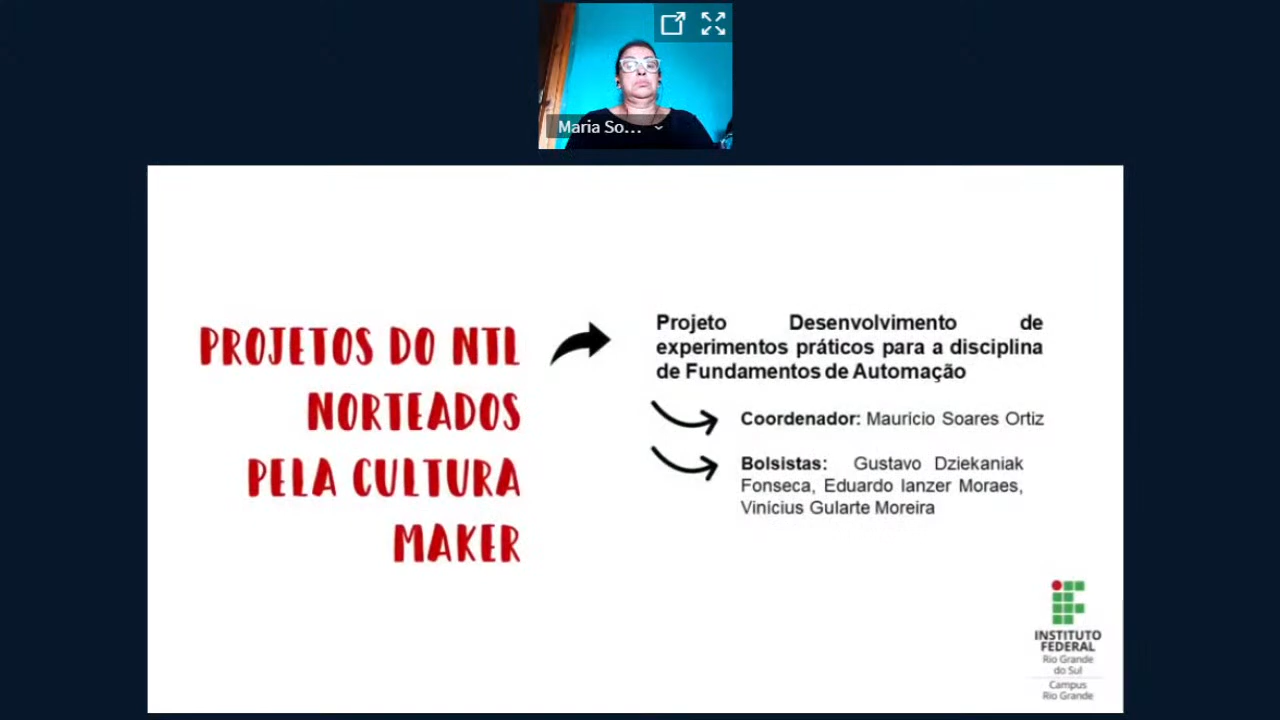 Maria So...
PROJETOS DO NTL
NORTEADOS
PELA CULTURA
MAKER
Projeto Desenvolvimento de
experimentos práticos para a disciplina
de Fundamentos de Automação
Coordenador: Mauricio Soares Ortiz
Bolsistas: Gustavo Dziekaniak
Fonseca, Eduardo Ianzer Moraes,
Vinícius Gularte Moreira
INSTITUTO
FEDERAL
Rio Grande
do Sul
Campus
Rio Grande